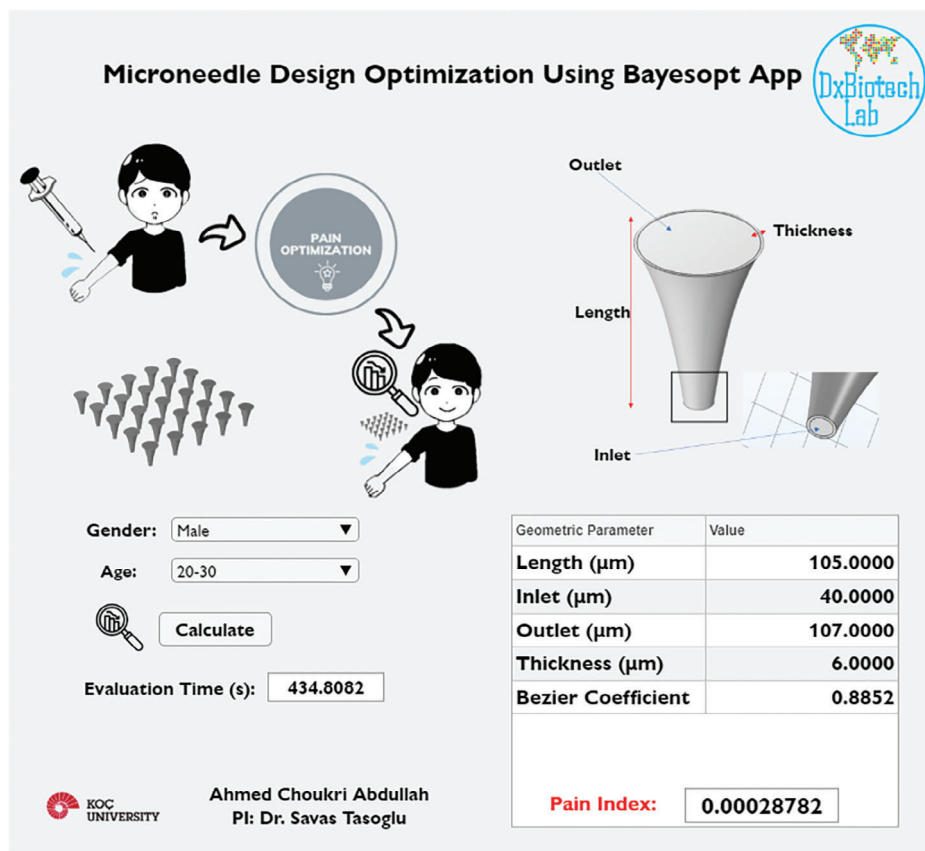 Microneedle Design Optimization Using Bayesopt App
DxBiotech
Lab
PAIN
OPTIMIZATION
Outlet
Thickness
Length
Inlet
Gender:
Male
Age:
20-30
Calculate
Evaluation Time (s):
434.8082
Geometric Parameter Value
Length (µm) 105.0000
Inlet (µm) 40.0000
Outlet (µm) 107.0000
Thickness (µm) 6.0000
Bezier Coefficient 0.8852
Pain Index: 0.00028782
KOÇ
UNIVERSITY
Ahmed Choukri Abdullah
PI: Dr. Savas Tasoglu